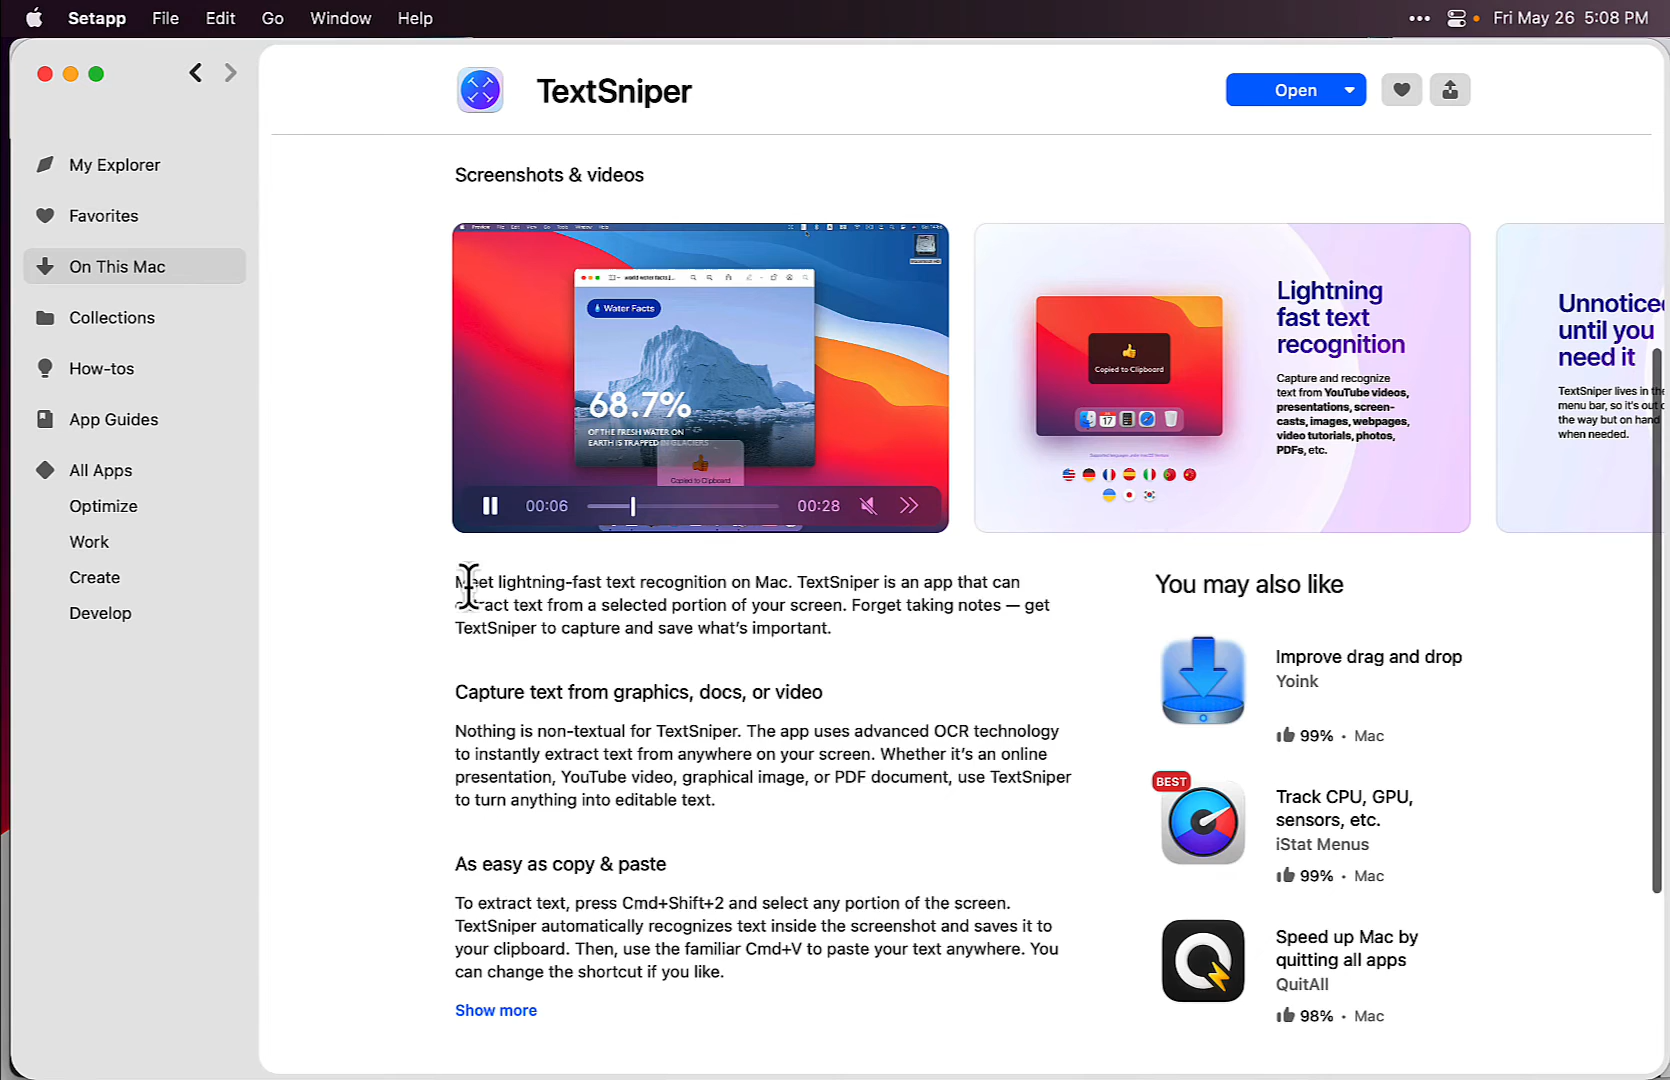 Setapp File Edit Go Window Help
Fri May 26 5:08 PM
My Explorer
Favorites
On This Mac
Collections
How-tos
App Guides
All Apps
Optimize
Work
Create
Develop
TextSniper
Open
Screenshots & videos
Water Facts
68.7%
OF THE FRESH WATER ON
EARTH IS TRAPPED IN GLACIERS
Copied to Clipboard
00:06
00:28
Copied to Clipboard
17
Lightning
fast text
recognition
Capture and recognize
text from YouTube videos,
presentations, screen-
casts, images, webpages,
video tutorials, photos,
PDFs, etc.
until you
need it
TextSniper lives in
menu bar, so it's out
the way but on hand
when needed.
Meet lightning-fast text recognition on Mac. TextSniper is an app that can
extract text from a selected portion of your screen. Forget taking notes — get
TextSniper to capture and save what's important.
Capture text from graphics, docs, or video
Nothing is non-textual for TextSniper. The app uses advanced OCR technology
to instantly extract text from anywhere on your screen. Whether it's an online
presentation, YouTube video, graphical image, or PDF document, use TextSniper
to turn anything into editable text.
As easy as copy & paste
To extract text, press Cmd+Shift+2 and select any portion of the screen.
TextSniper automatically recognizes text inside the screenshot and saves it to
your clipboard. Then, use the familiar Cmd+V to paste your text anywhere. You
can change the shortcut if you like.
Show more
You may also like
Improve drag and drop
Yoink
99% • Mac
BEST
Track CPU, GPU,
sensors, etc.
iStat Menus
99% • Mac
Speed up Mac by
quitting all apps
QuitAll
98% • Mac